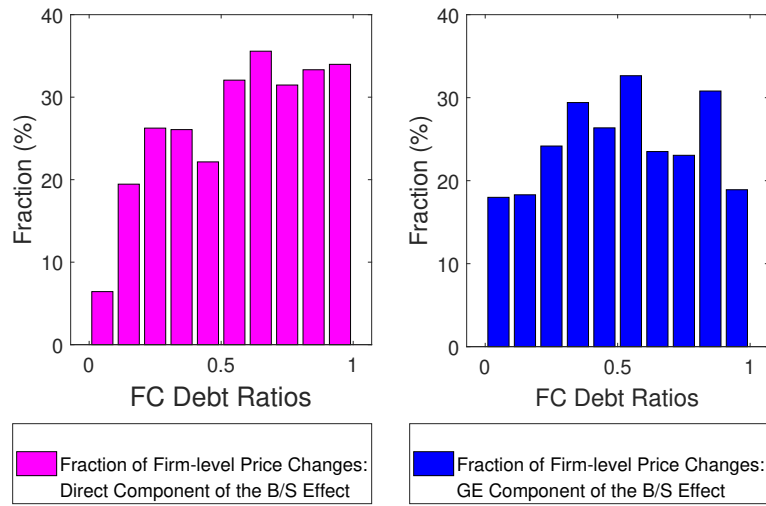 40
30
20
10
0
Fraction (%)
0 0.5 1
FC Debt Ratios
Fraction of Firm-level Price Changes:
Direct Component of the B/S Effect
40
30
20
10
0
Fraction (%)
0 0.5 1
FC Debt Ratios
Fraction of Firm-level Price Changes:
GE Component of the B/S Effect